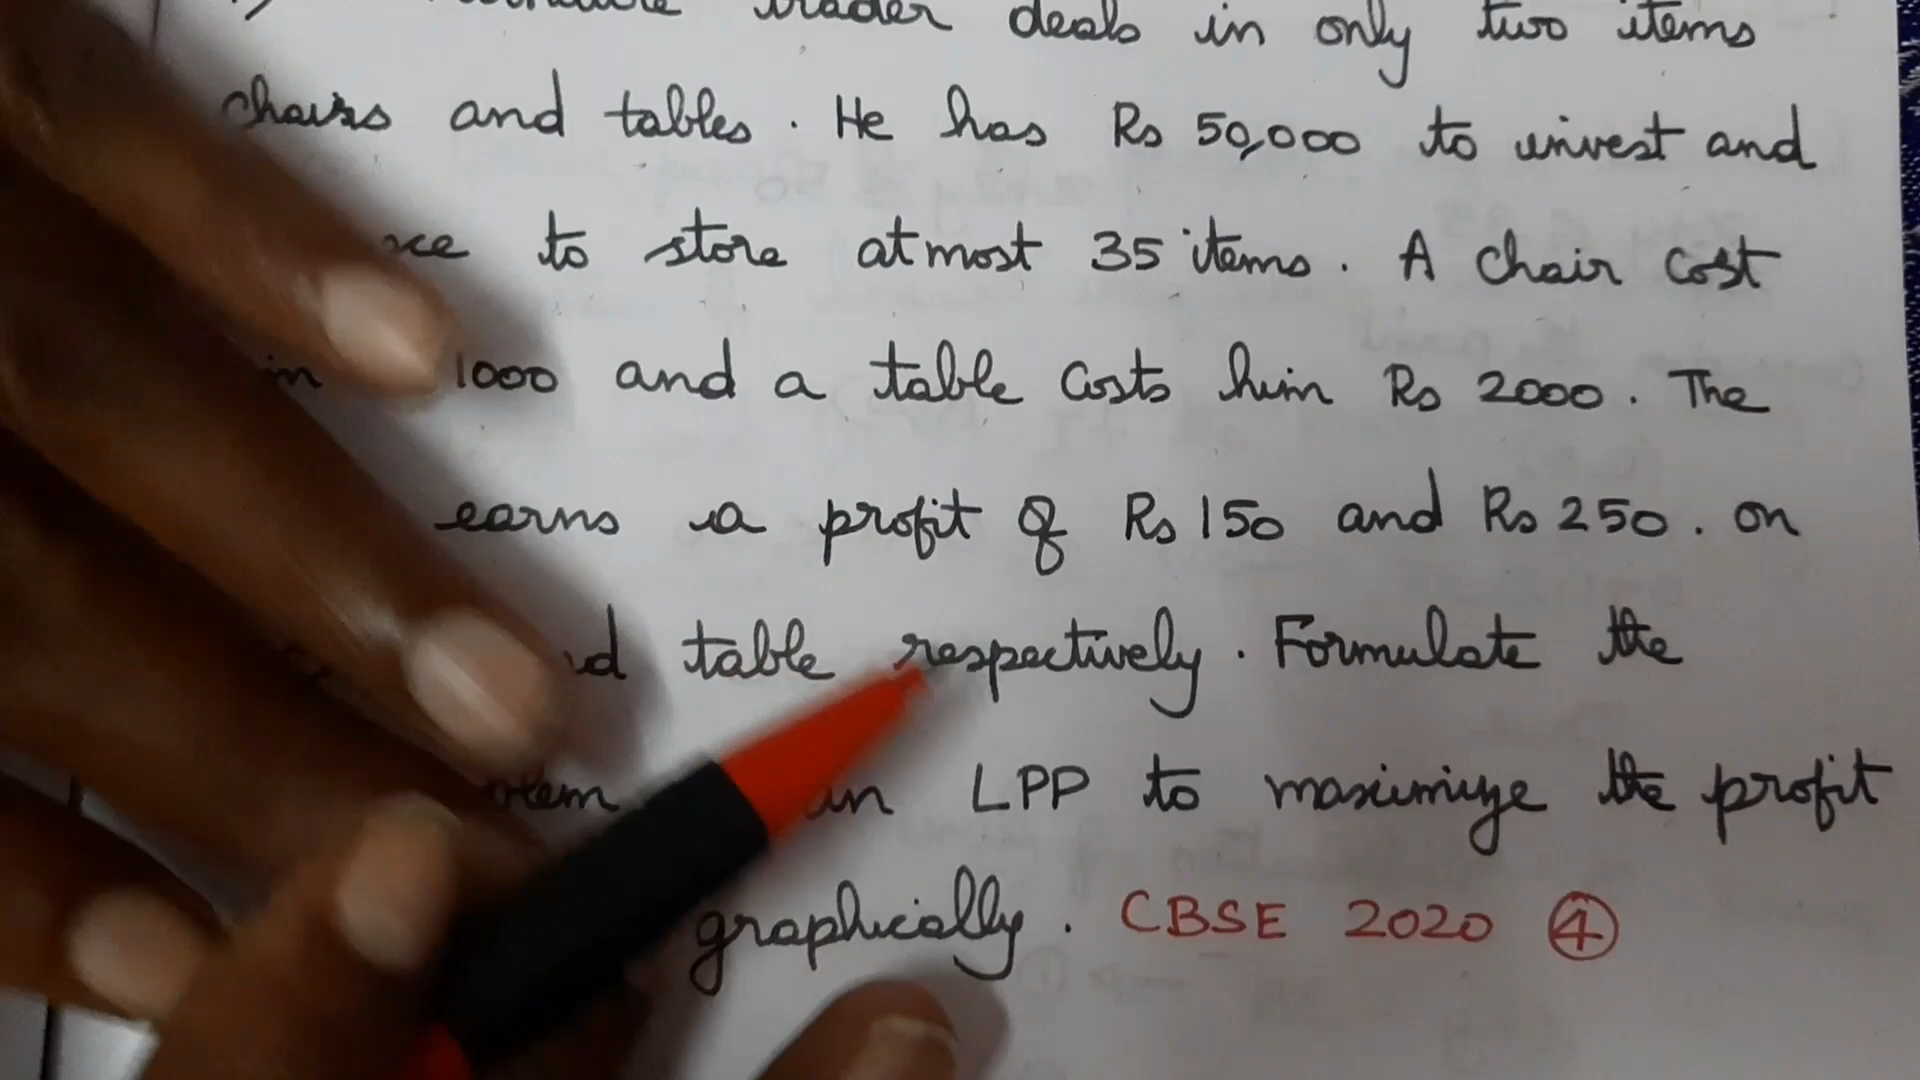 trader deals in only two items
chairs and tables. He has Rs 50,000 to invest and
to store atmost 35 items. A chair cost
1000 and a table costs him Rs 2000. The
earns a profit of Rs 150 and Rs 250. on
table respectively. Formulate the
an LPP to maximize the profit
graphically. CBSE 2020 4